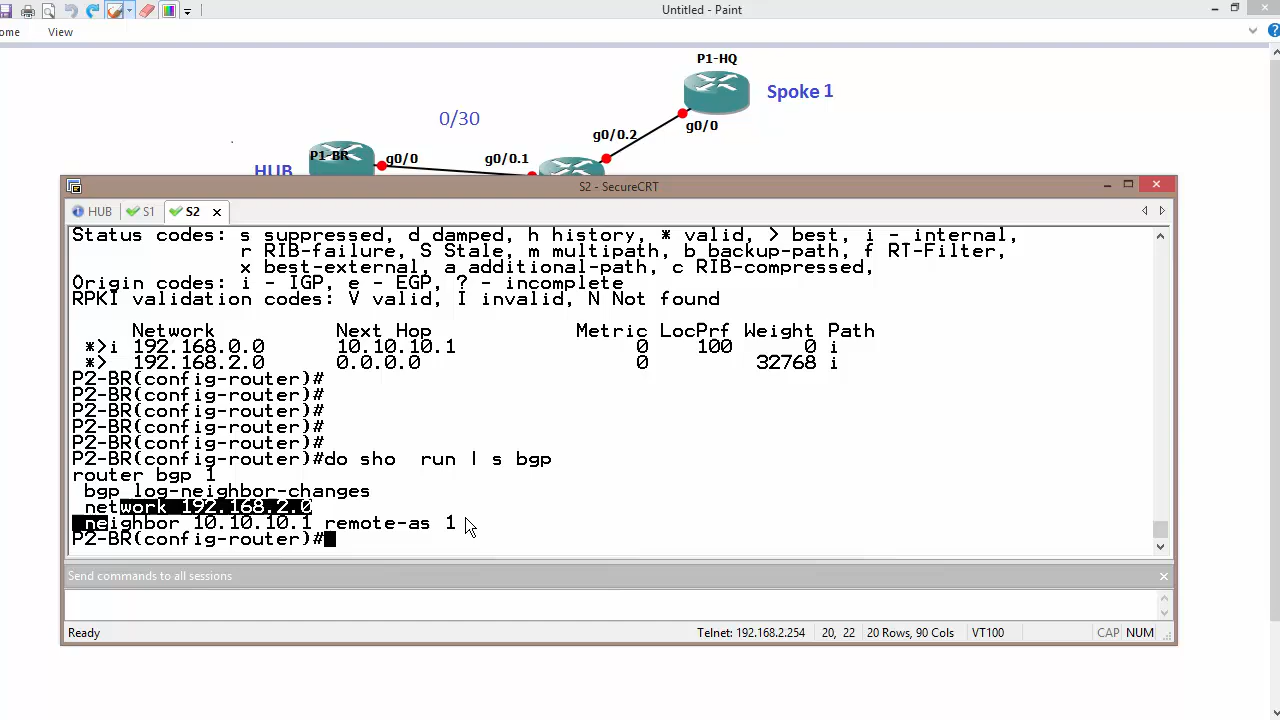 Untitled - Paint
ome View
P1-HQ
Spoke 1
0/30
g0/0.2
g0/0
P1-BR
g0/0
g0/0.1
HUB
S2 - SecureCRT
HUB S1 S2
Status codes: s suppressed, d damped, h history, * valid, > best, i - internal,
r RIB-failure, S Stale, m multipath, b backup-path, f RT-Filter,
x best-external, a additional-path, c RIB-compressed,
Origin codes: i - IGP, e - EGP, ? - incomplete
RPKI validation codes: V valid, I invalid, N Not found
Network Next Hop Metric LocPrf Weight Path
*>i 192.168.0.0 10.10.10.1 0 100 0 i
*> 192.168.2.0 0.0.0.0 0 32768 i
P2-BR(config-router)#
P2-BR(config-router)#
P2-BR(config-router)#
P2-BR(config-router)#
P2-BR(config-router)#
P2-BR(config-router)#do sho run | s bgp
router bgp 1
bgp log-neighbor-changes
network 192.168.2.0
neighbor 10.10.10.1 remote-as 1
P2-BR(config-router)#
Send commands to all sessions
Ready Telnet: 192.168.2.254 20, 22 20 Rows, 90 Cols VT100 CAP NUM